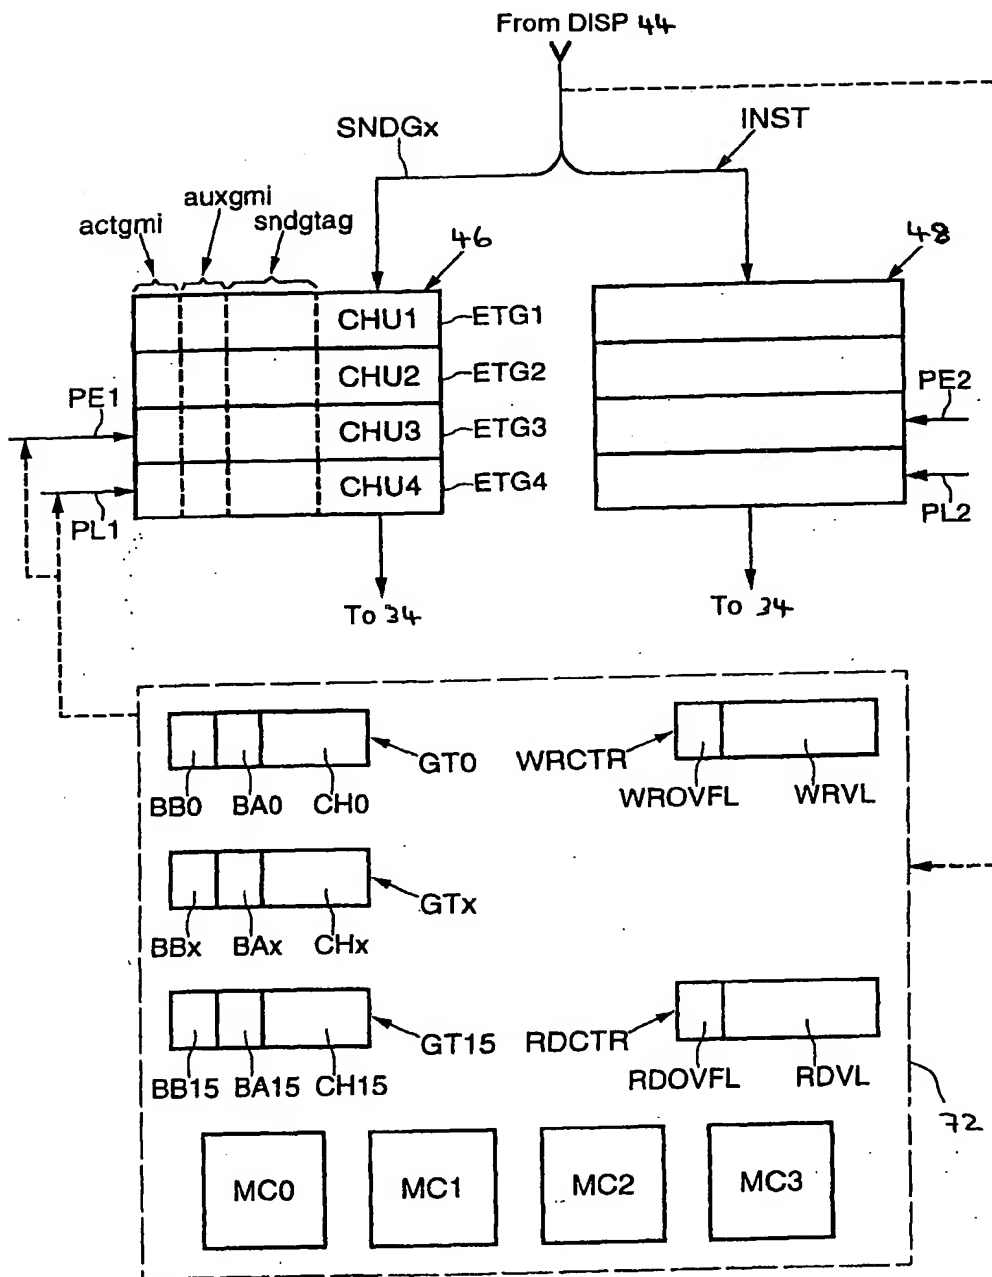 From DISP 44
SNDGx
INST
actgmi
auxgmi
sndgtag
46
48
CHU1
ETG1
CHU2
ETG2
PE1
CHU3
ETG3
PE2
CHU4
ETG4
PL1
PL2
To 34
To 34
GT0
WRCTR
BB0 BA0 CH0
WROVFL WRVL
GTx
BBx BAx CHx
GT15
RDCTR
BB15 BA15 CH15
RDOVFL RDVL
72
MC0 MC1 MC2 MC3